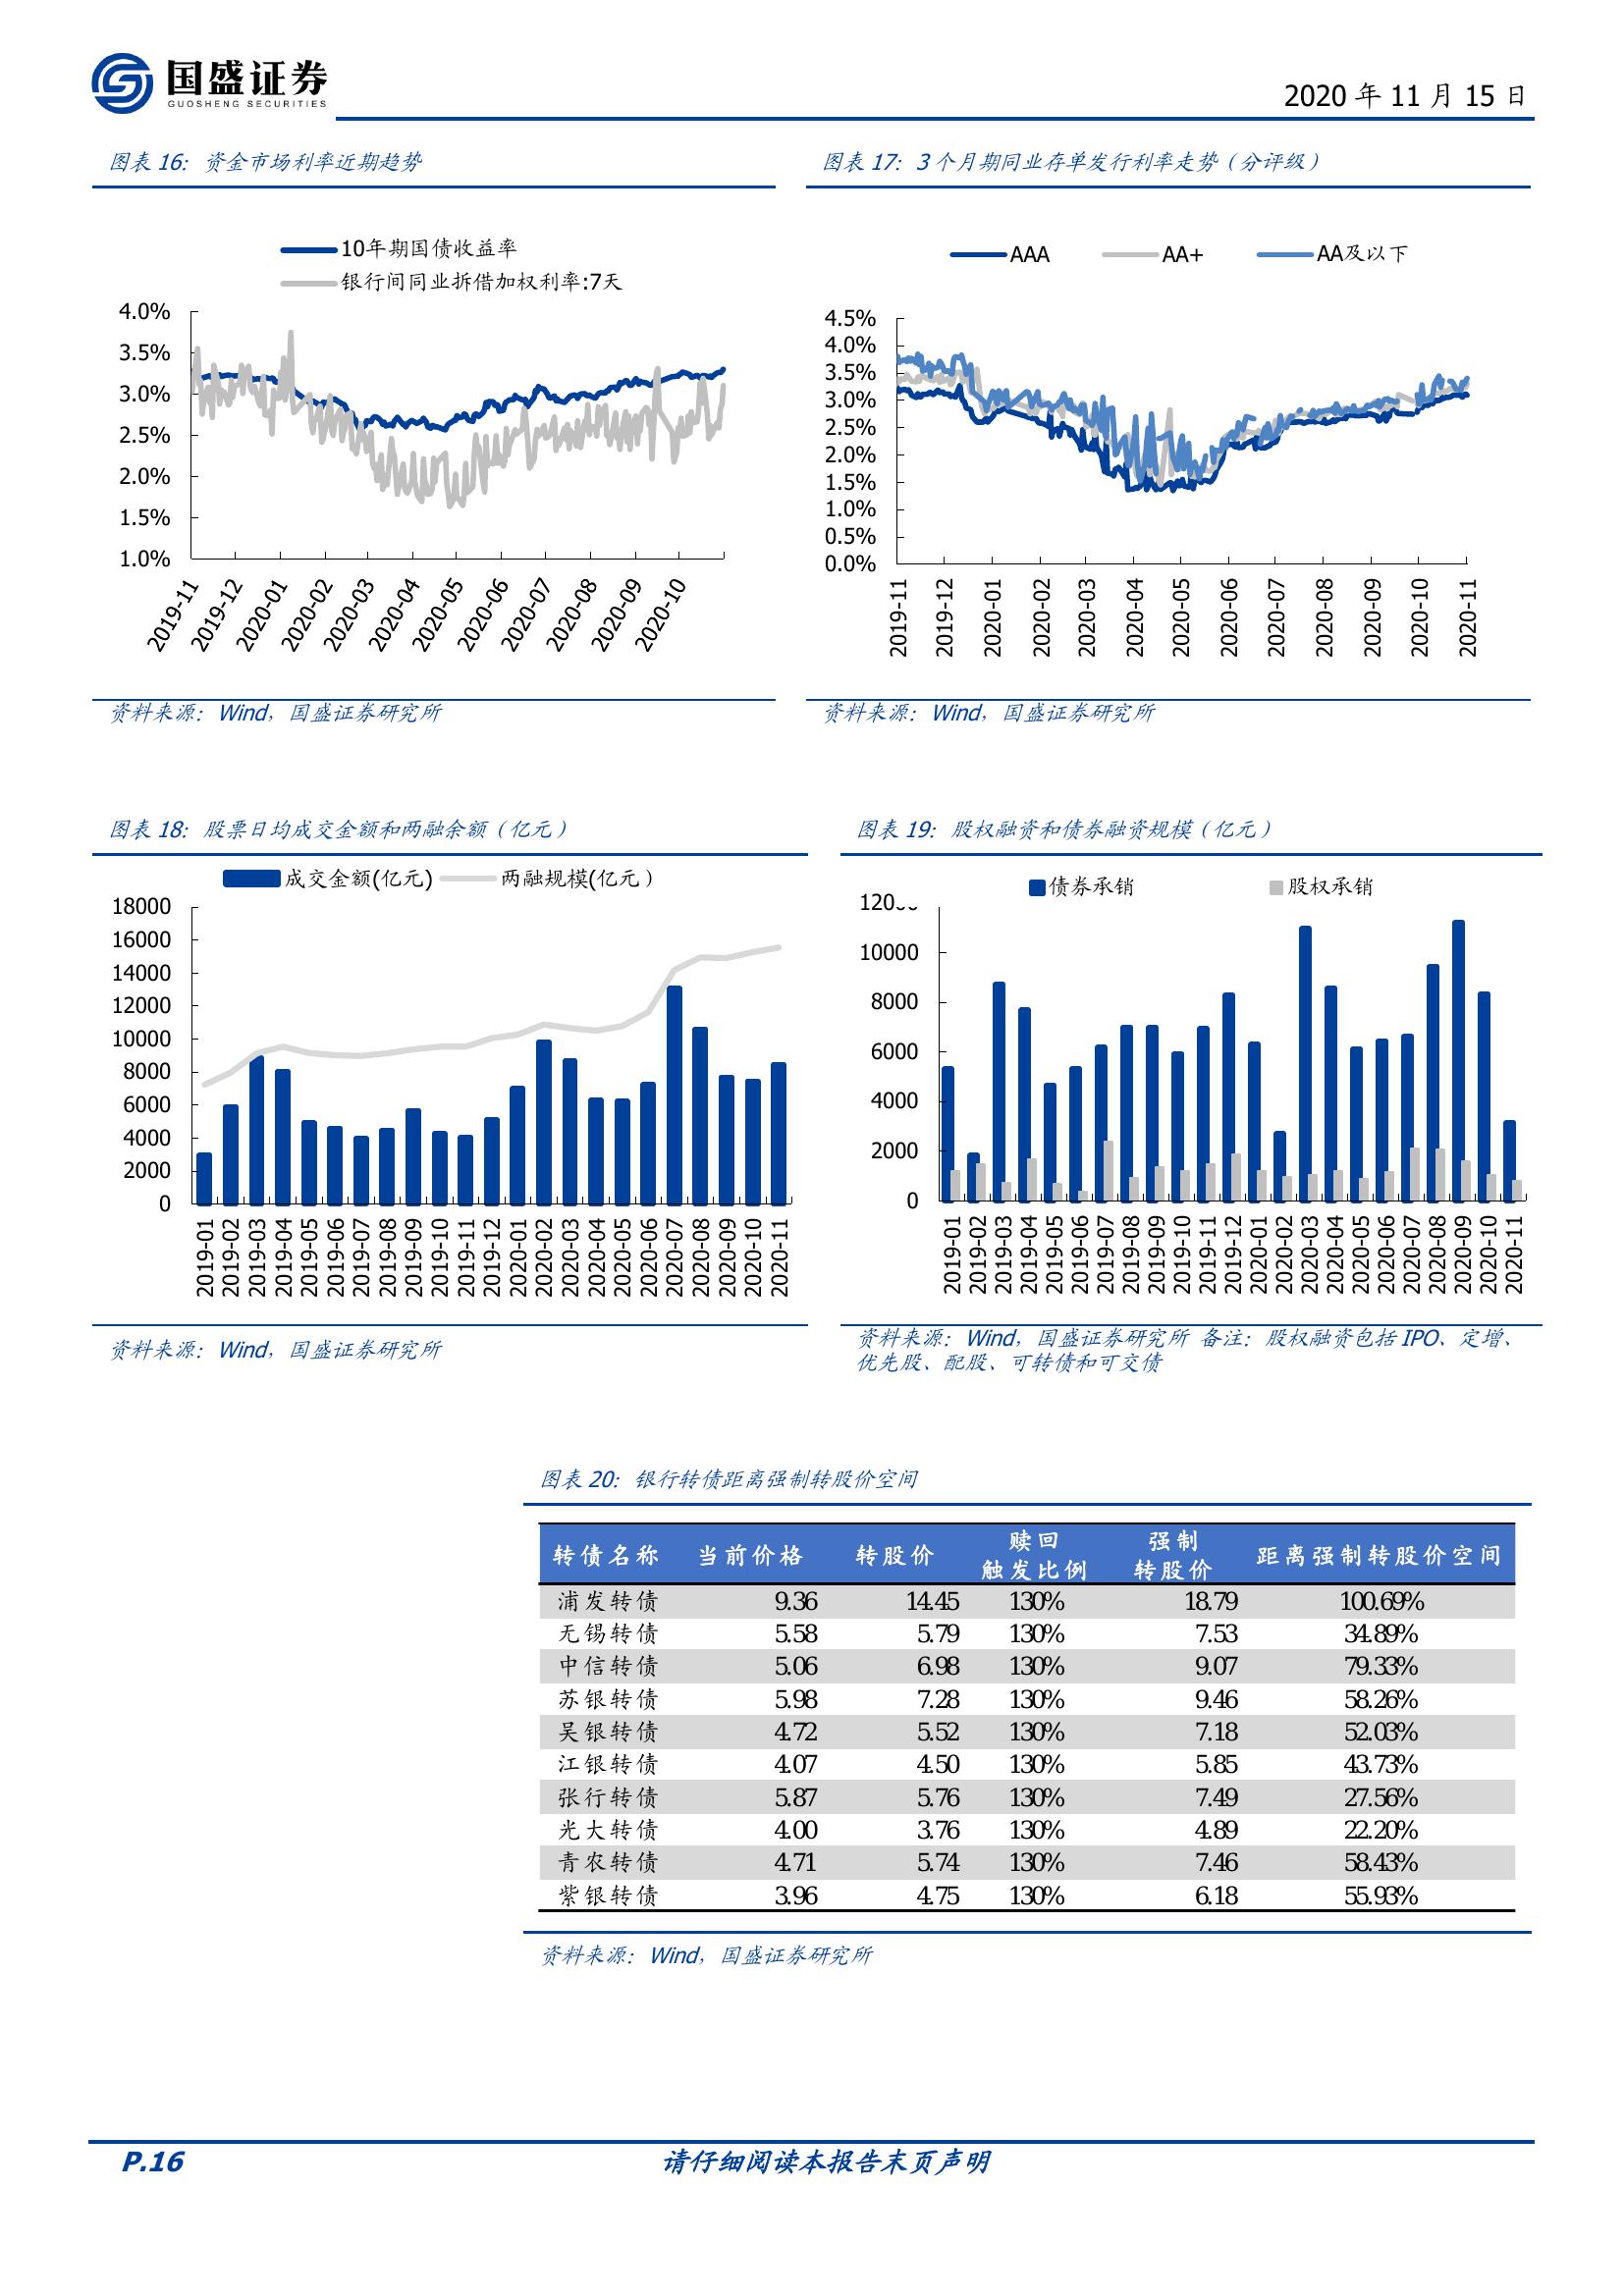 国盛证券
GUOSHENG SECURITIES
2020 年 11 月 15 日
图表 16：资金市场利率近期趋势
10年期国债收益率
银行间同业拆借加权利率:7天
4.0%
3.5%
3.0%
2.5%
2.0%
1.5%
1.0%
2019-11 2019-12 2020-01 2020-02 2020-03 2020-04 2020-05 2020-06 2020-07 2020-08 2020-09 2020-10
资料来源：Wind，国盛证券研究所
图表 17：3 个月期同业存单发行利率走势（分评级）
AAA AA+ AA及以下
4.5%
4.0%
3.5%
3.0%
2.5%
2.0%
1.5%
1.0%
0.5%
0.0%
2019-11 2019-12 2020-01 2020-02 2020-03 2020-04 2020-05 2020-06 2020-07 2020-08 2020-09 2020-10 2020-11
资料来源：Wind，国盛证券研究所
图表 18：股票日均成交金额和两融余额（亿元）
成交金额(亿元) 两融规模(亿元）
18000
16000
14000
12000
10000
8000
6000
4000
2000
0
2019-01 2019-02 2019-03 2019-04 2019-05 2019-06 2019-07 2019-08 2019-09 2019-10 2019-11 2019-12 2020-01 2020-02 2020-03 2020-04 2020-05 2020-06 2020-07 2020-08 2020-09 2020-10 2020-11
资料来源：Wind，国盛证券研究所
图表 19：股权融资和债券融资规模（亿元）
债券承销 股权承销
10000
8000
6000
4000
2000
0
2019-01 2019-02 2019-03 2019-04 2019-05 2019-06 2019-07 2019-08 2019-09 2019-10 2019-11 2019-12 2020-01 2020-02 2020-03 2020-04 2020-05 2020-06 2020-07 2020-08 2020-09 2020-10 2020-11
资料来源：Wind，国盛证券研究所 备注：股权融资包括 IPO、定增、
优先股、配股、可转债和可交债
图表 20：银行转债距离强制转股价空间
转债名称 当前价格 转股价 赎回触发比例 强制转股价 距离强制转股价空间
浦发转债 9.36 14.45 130% 18.79 100.69%
无锡转债 5.58 5.79 130% 7.53 34.89%
中信转债 5.06 6.98 130% 9.07 79.33%
苏银转债 5.98 7.28 130% 9.46 58.26%
吴银转债 4.72 5.52 130% 7.18 52.03%
江银转债 4.07 4.50 130% 5.85 43.73%
张行转债 5.87 5.76 130% 7.49 27.56%
光大转债 4.00 3.76 130% 4.89 22.20%
青农转债 4.71 5.74 130% 7.46 58.43%
紫银转债 3.96 4.75 130% 6.18 55.93%
资料来源：Wind，国盛证券研究所
P.16
请仔细阅读本报告末页声明